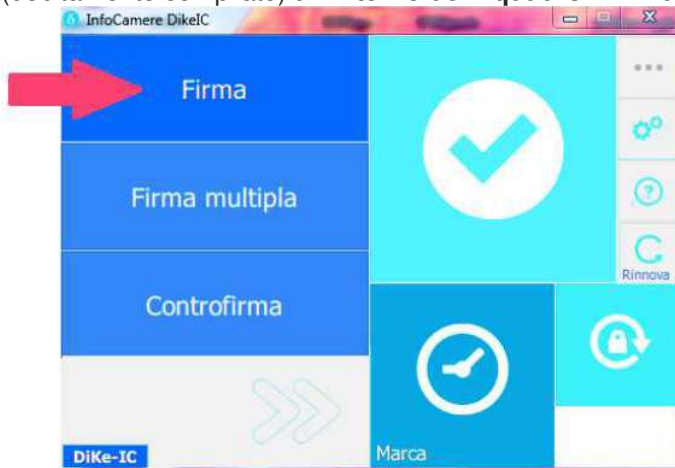 InfoCamere DikeIC
Firma
Firma multipla
Controfirma
Rinnova
DiKe-IC
Marca